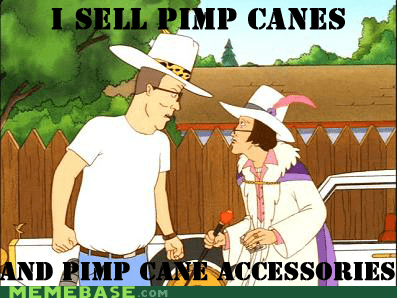 I SELL PIMP CANES
AND PIMP CANE ACCESSORIES
MEMEBASE.com